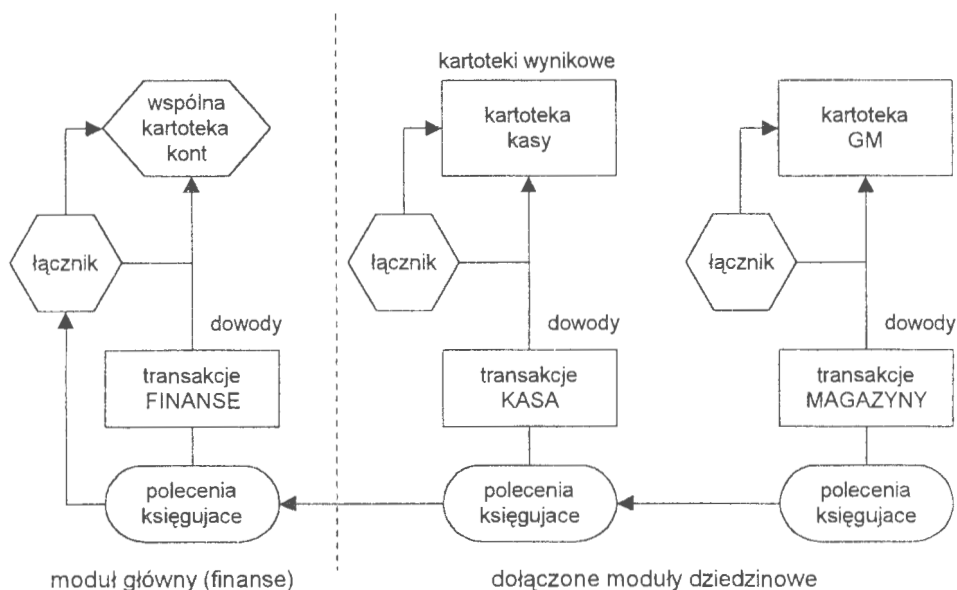 kartoteki wynikowe
wspólna
kartoteka
kont
kartoteka
kasy
kartoteka
GM
łącznik
łącznik
łącznik
dowody
dowody
dowody
transakcje
FINANSE
transakcje
KASA
transakcje
MAGAZYNY
polecenia
księgujace
polecenia
księgujace
polecenia
księgujace
moduł główny (finanse)
dołączone moduły dziedzinowe